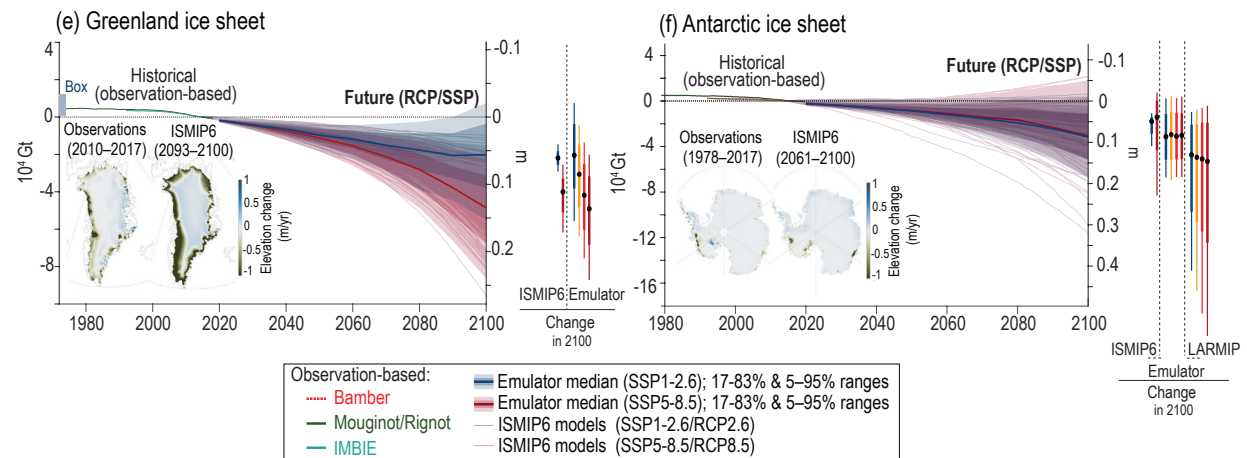 (e) Greenland ice sheet
4
0
-4
-8
10⁴ Gt
Box
Historical
(observation-based)
Future (RCP/SSP)
Observations
(2010–2017)
ISMIP6
(2093–2100)
1
0.5
0
-0.5
-1
Elevation change
(m/yr)
1980
2000
2020
2040
2060
2080
2100
-0.1
0
0.1
0.2
m
ISMIP6
Emulator
Change
in 2100
(f) Antarctic ice sheet
4
0
-4
-8
-12
-16
10⁴ Gt
Historical
(observation-based)
Future (RCP/SSP)
Observations
(1978–2017)
ISMIP6
(2061–2100)
1
0.5
0
-0.5
-1
Elevation change
(m/yr)
1980
2000
2020
2040
2060
2080
2100
-0.1
0
0.1
0.2
0.3
0.4
m
ISMIP6
LARMIP
Emulator
Change
in 2100
Observation-based:
Bamber
Mouginot/Rignot
IMBIE
Emulator median (SSP1-2.6); 17-83% & 5–95% ranges
Emulator median (SSP5-8.5); 17-83% & 5–95% ranges
ISMIP6 models (SSP1-2.6/RCP2.6)
ISMIP6 models (SSP5-8.5/RCP8.5)